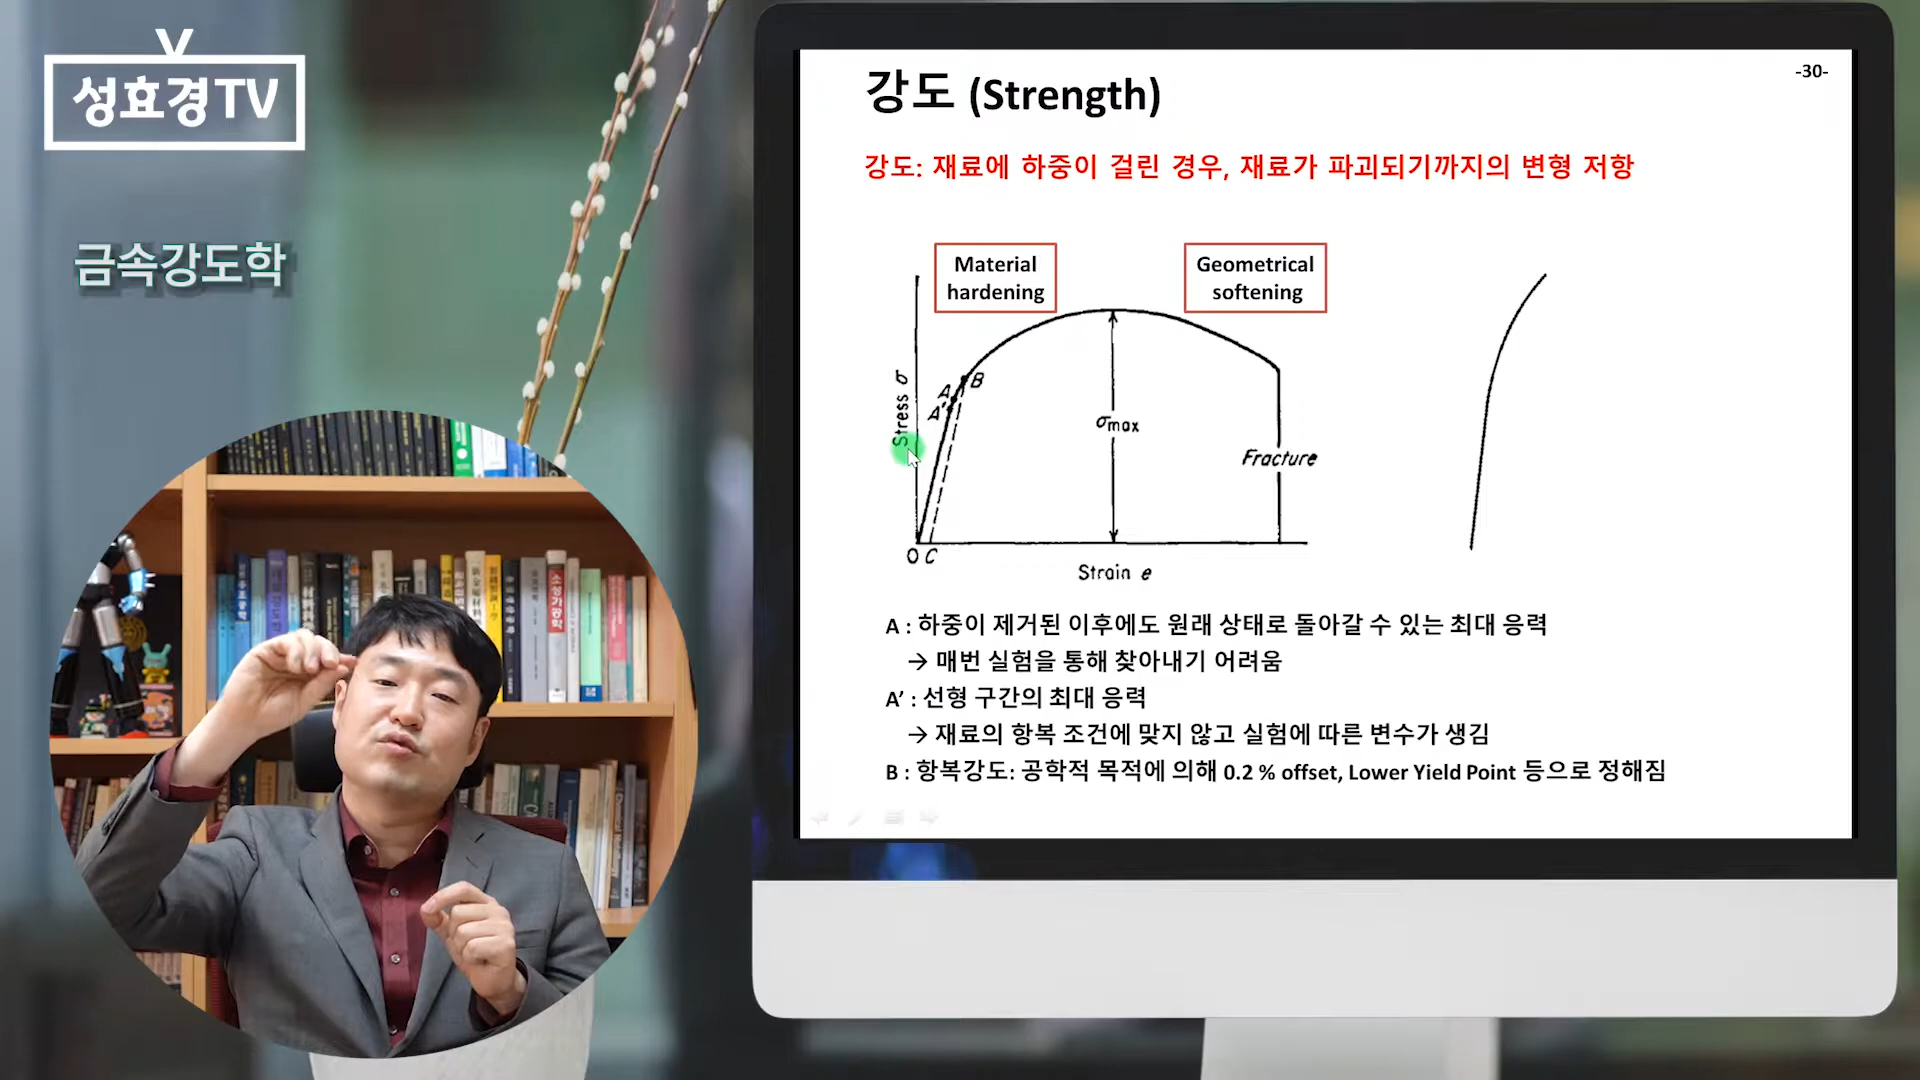 성효경TV
금속강도학
-30-
강도 (Strength)
강도: 재료에 하중이 걸린 경우, 재료가 파괴되기까지의 변형 저항
Material
hardening
Geometrical
softening
Stress σ
A
A'
B
σmax
Fracture
O C
Strain e
A : 하중이 제거된 이후에도 원래 상태로 돌아갈 수 있는 최대 응력
→ 매번 실험을 통해 찾아내기 어려움
A’ : 선형 구간의 최대 응력
→ 재료의 항복 조건에 맞지 않고 실험에 따른 변수가 생김
B : 항복강도: 공학적 목적에 의해 0.2 % offset, Lower Yield Point 등으로 정해짐
소성가공학